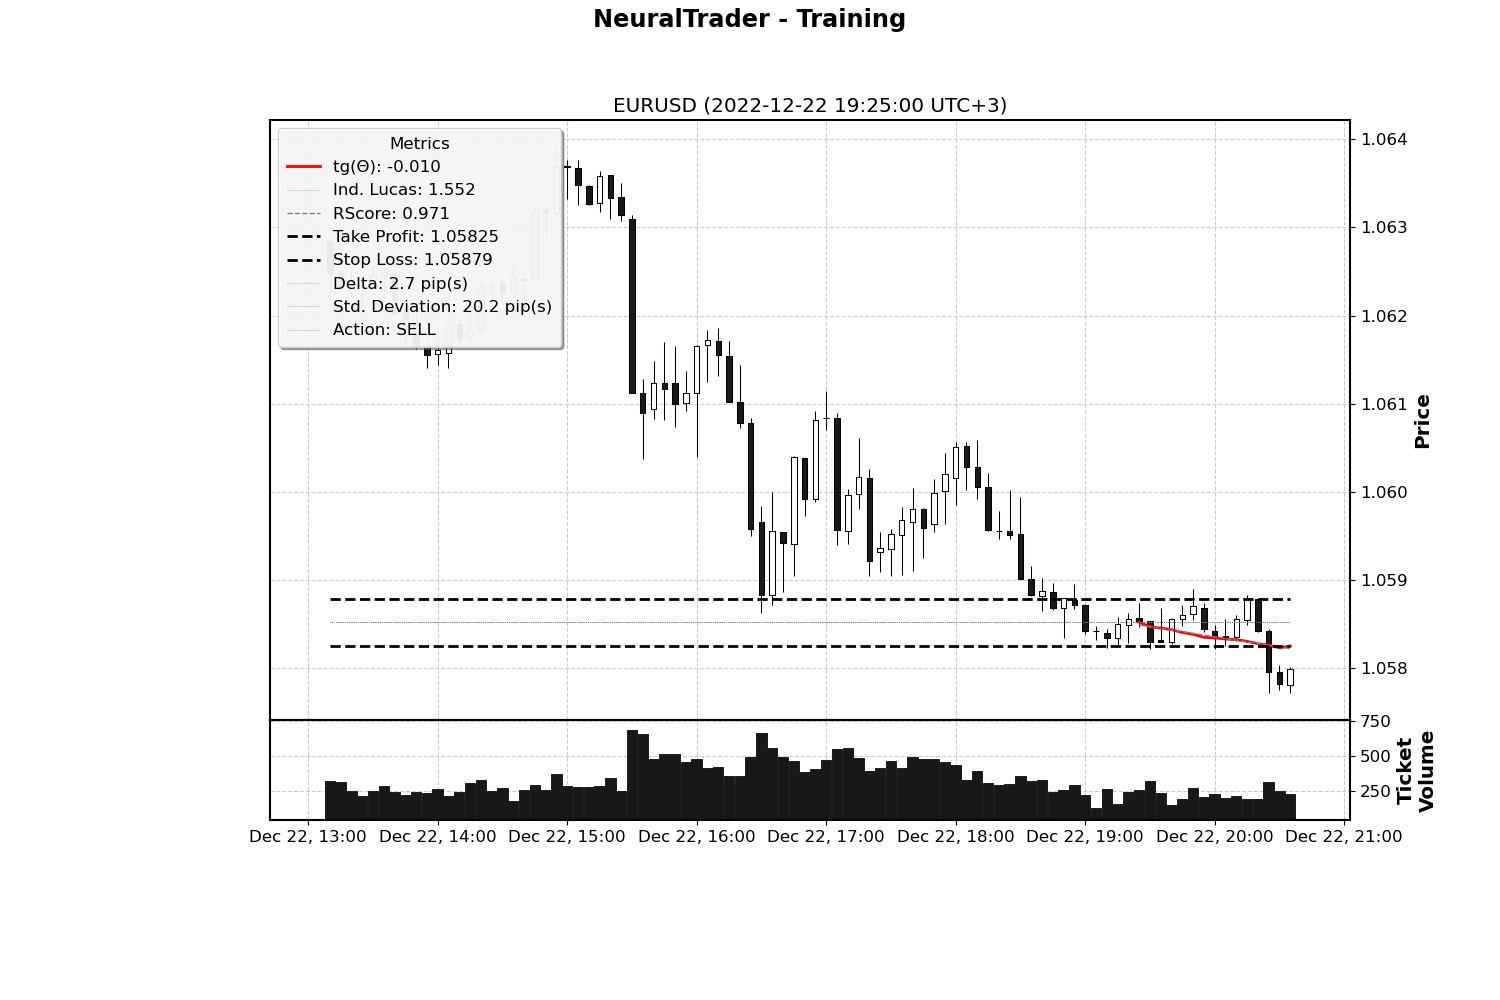 NeuralTrader - Training
EURUSD (2022-12-22 19:25:00 UTC+3)
Metrics
tg(Θ): -0.010
Ind. Lucas: 1.552
RScore: 0.971
Take Profit: 1.05825
Stop Loss: 1.05879
Delta: 2.7 pip(s)
Std. Deviation: 20.2 pip(s)
Action: SELL
1.064
1.063
1.062
1.061
1.060
1.059
1.058
Price
750
500
250
Ticket
Volume
Dec 22, 13:00 Dec 22, 14:00 Dec 22, 15:00 Dec 22, 16:00 Dec 22, 17:00 Dec 22, 18:00 Dec 22, 19:00 Dec 22, 20:00 Dec 22, 21:00